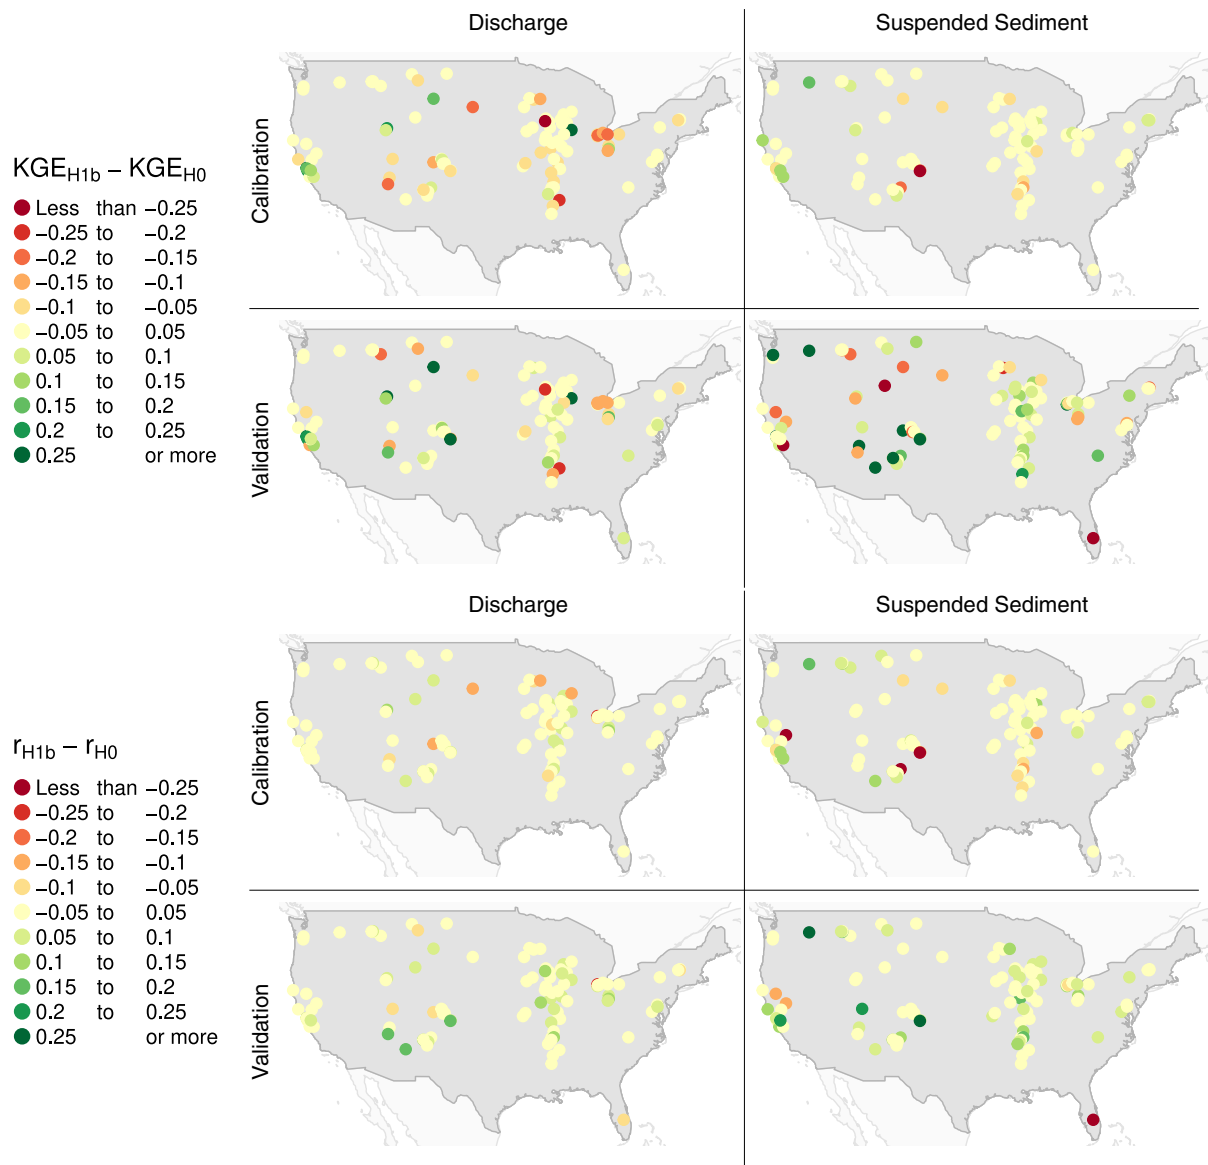 Discharge
Suspended Sediment
Calibration
KGE_H1b − KGE_H0
Less than −0.25
−0.25 to −0.2
−0.2 to −0.15
−0.15 to −0.1
−0.1 to −0.05
−0.05 to 0.05
0.05 to 0.1
0.1 to 0.15
0.15 to 0.2
0.2 to 0.25
0.25 or more
Validation
Discharge
Suspended Sediment
Calibration
r_H1b − r_H0
Less than −0.25
−0.25 to −0.2
−0.2 to −0.15
−0.15 to −0.1
−0.1 to −0.05
−0.05 to 0.05
0.05 to 0.1
0.1 to 0.15
0.15 to 0.2
0.2 to 0.25
0.25 or more
Validation